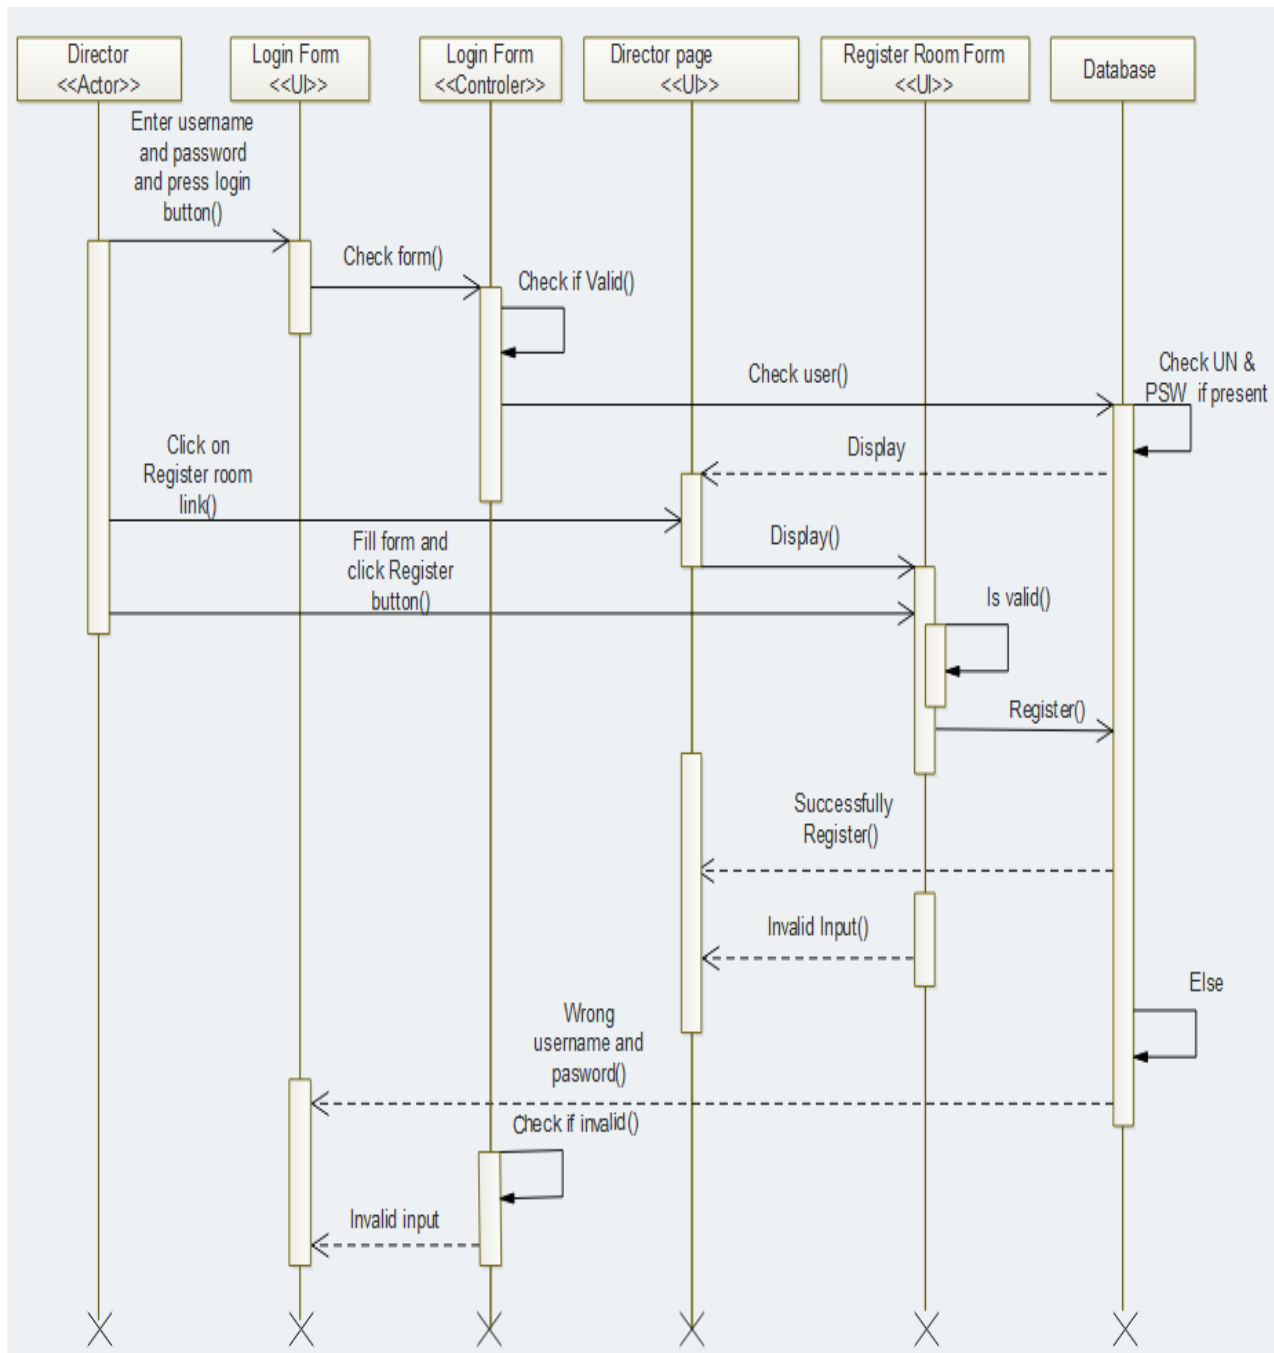 Director
<<Actor>>
Login Form
<<UI>>
Login Form
<<Controler>>
Director page
<<UI>>
Register Room Form
<<UI>>
Database
Enter username
and password
and press login
button()
Check form()
Check if Valid()
Check user()
Check UN &
PSW if present
Display
Click on
Register room
link()
Display()
Fill form and
click Register
button()
Is valid()
Register()
Successfully
Register()
Invalid Input()
Else
Wrong
username and
pasword()
Check if invalid()
Invalid input